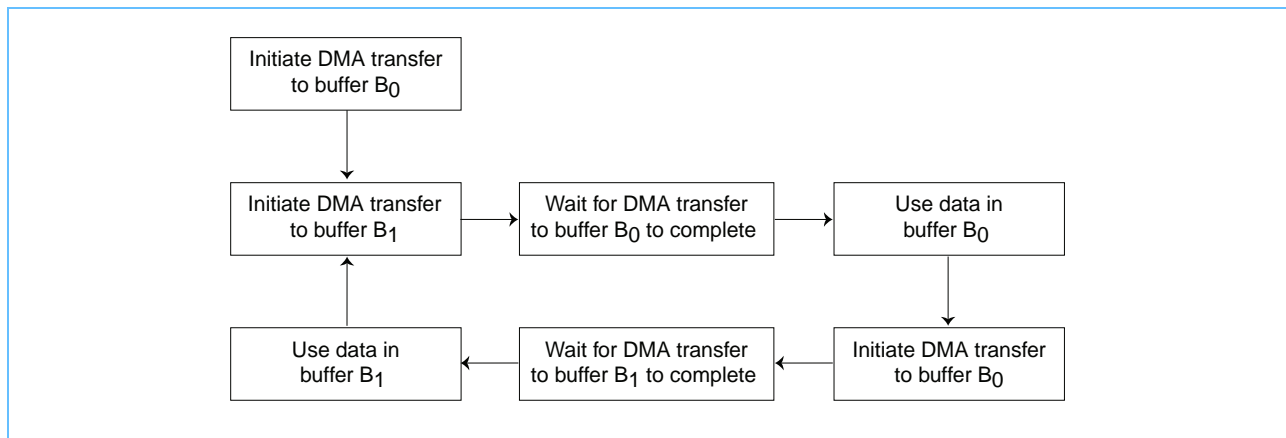 Initiate DMA transfer
to buffer B0
Initiate DMA transfer
to buffer B1
Wait for DMA transfer
to buffer B0 to complete
Use data in
buffer B0
Use data in
buffer B1
Wait for DMA transfer
to buffer B1 to complete
Initiate DMA transfer
to buffer B0